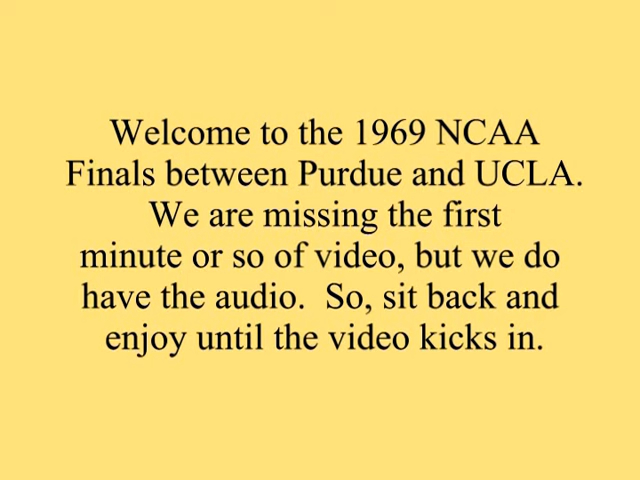 Welcome to the 1969 NCAA
Finals between Purdue and UCLA.
We are missing the first
minute or so of video, but we do
have the audio.  So, sit back and
enjoy until the video kicks in.